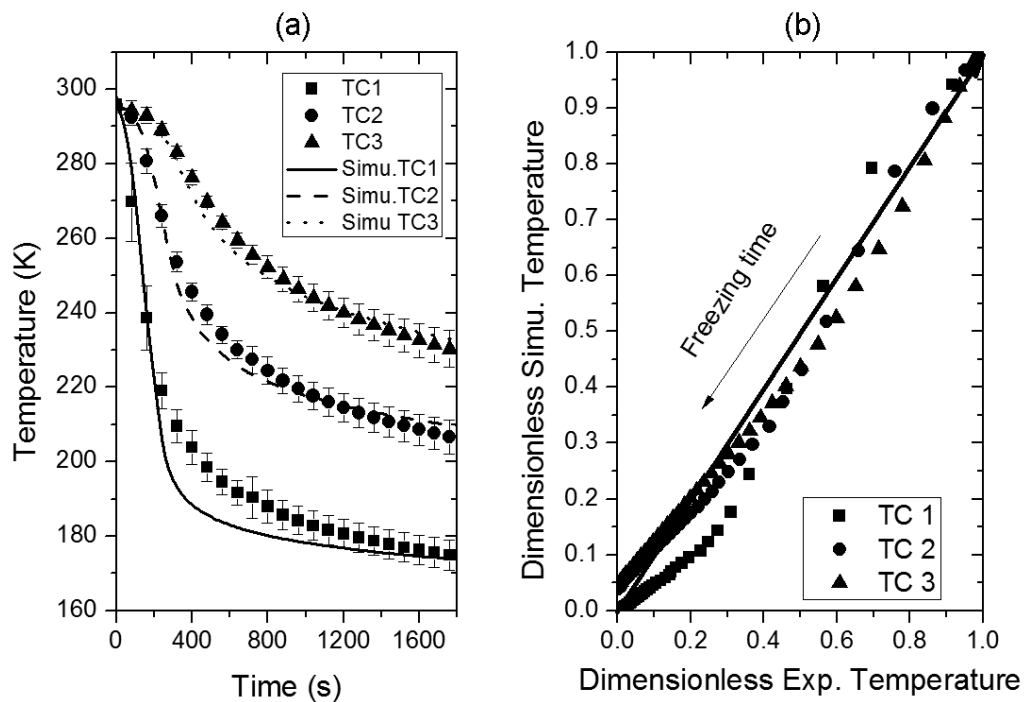 (a)
300
280
260
240
220
200
180
160
0
400
800
1200
1600
Temperature (K)
Time (s)
TC1
TC2
TC3
Simu.TC1
Simu.TC2
Simu TC3
(b)
1.0
0.9
0.8
0.7
0.6
0.5
0.4
0.3
0.2
0.1
0.0
0.0
0.2
0.4
0.6
0.8
1.0
Dimensionless Simu. Temperature
Dimensionless Exp. Temperature
Freezing time
TC 1
TC 2
TC 3